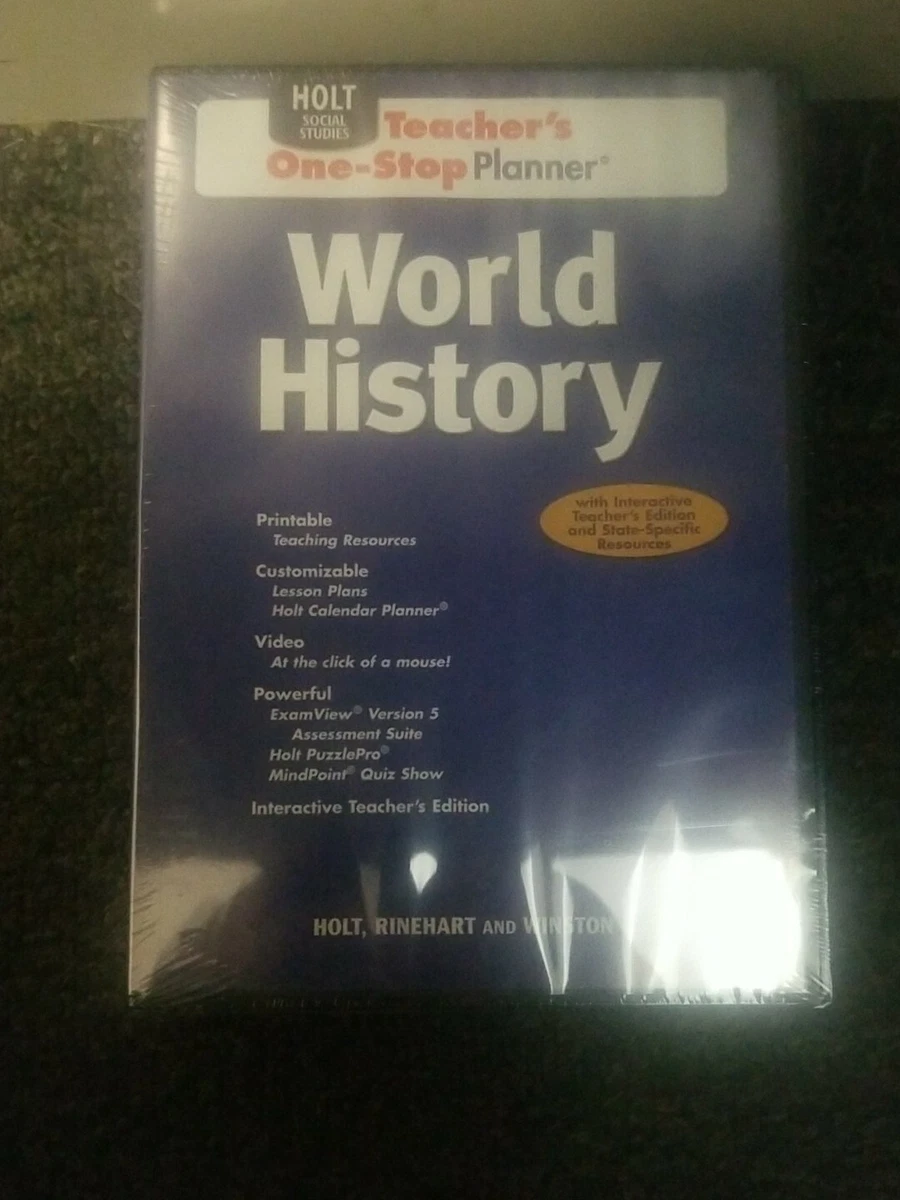 HOLT
SOCIAL
STUDIES
Teacher's
One-Stop Planner®
World
History
with Interactive
Teacher's Edition
and State-Specific
Resources
Printable
Teaching Resources
Customizable
Lesson Plans
Holt Calendar Planner®
Video
At the click of a mouse!
Powerful
ExamView® Version 5
Assessment Suite
Holt PuzzlePro®
MindPoint® Quiz Show
Interactive Teacher's Edition
HOLT, RINEHART AND WINSTON